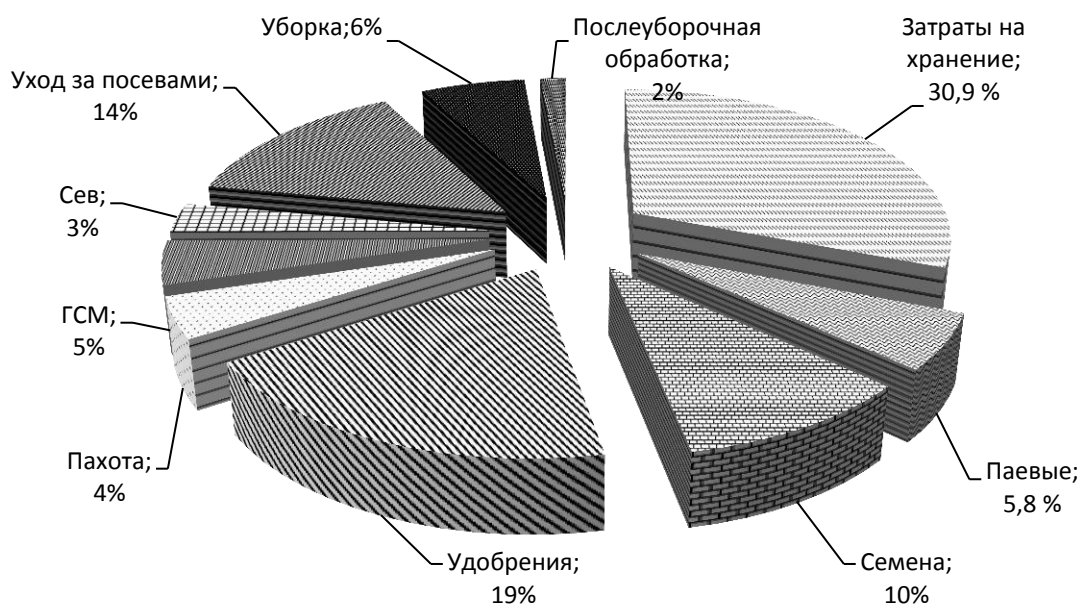 Уборка;6%
Послеуборочная
обработка;
2%
Затраты на
хранение;
30,9 %
Уход за посевами;
14%
Сев;
3%
ГСМ;
5%
Пахота;
4%
Удобрения;
19%
Семена;
10%
Паевые;
5,8 %